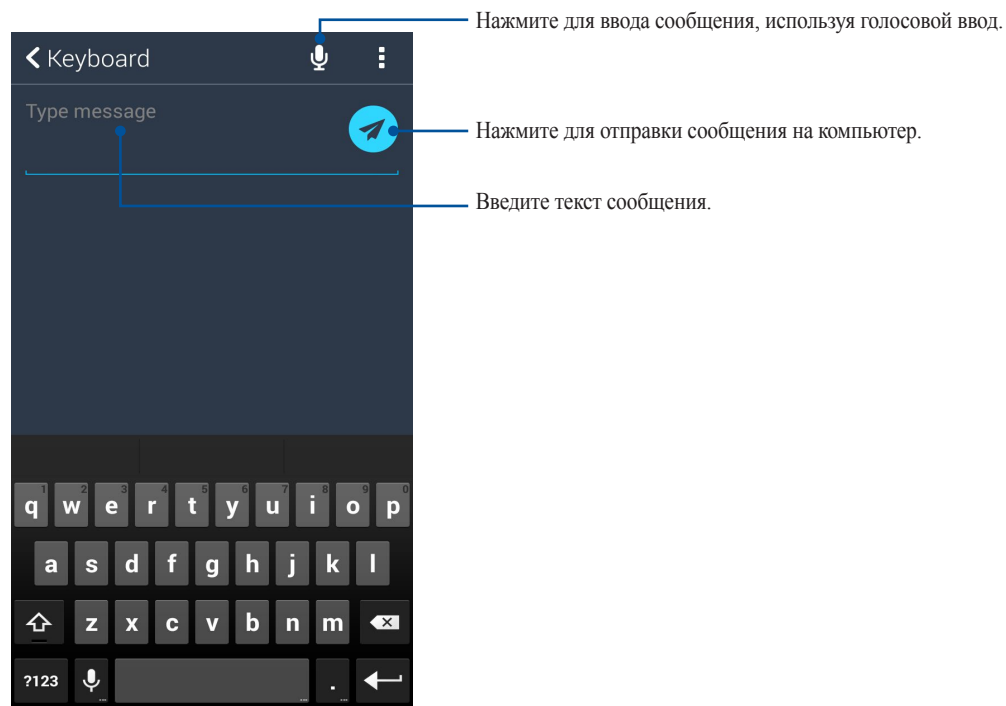 Нажмите для ввода сообщения, используя голосовой ввод.
Keyboard
Type message
Нажмите для отправки сообщения на компьютер.
Введите текст сообщения.
1 2 3 4 5 6 7 8 9 0
q w e r t y u i o p
a s d f g h j k l
z x c v b n m
?123 .